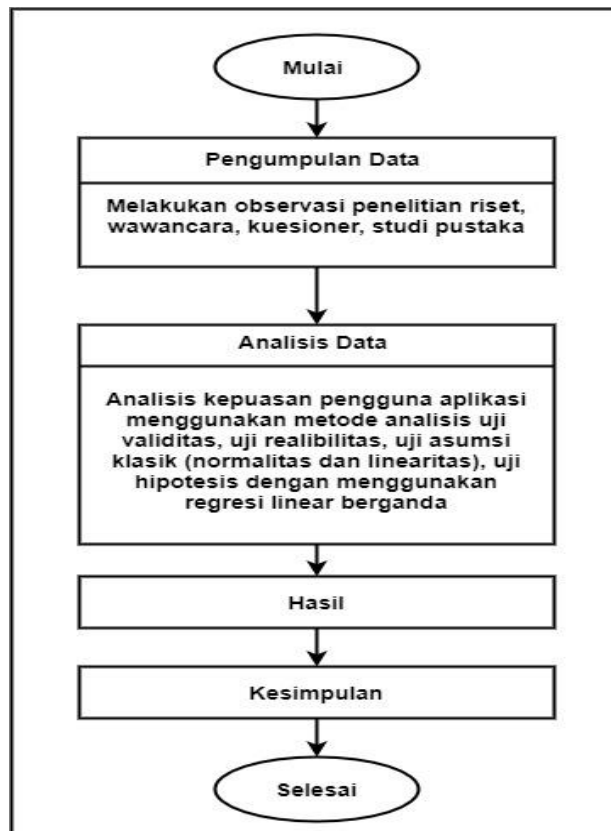 Mulai
Pengumpulan Data
Melakukan observasi penelitian riset,
wawancara, kuesioner, studi pustaka
Analisis Data
Analisis kepuasan pengguna aplikasi
menggunakan metode analisis uji
validitas, uji realibilitas, uji asumsi
klasik (normalitas dan linearitas), uji
hipotesis dengan menggunakan
regresi linear berganda
Hasil
Kesimpulan
Selesai